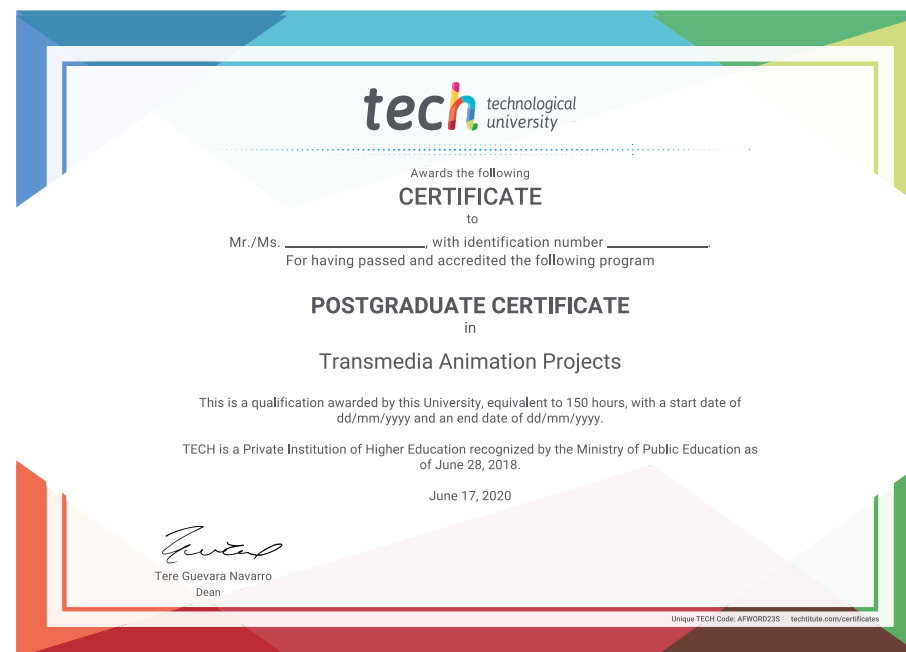 tech technological
university
Awards the following
CERTIFICATE
to
Mr./Ms. ____________________, with identification number ______________.
For having passed and accredited the following program
POSTGRADUATE CERTIFICATE
in
Transmedia Animation Projects
This is a qualification awarded by this University, equivalent to 150 hours, with a start date of
dd/mm/yyyy and an end date of dd/mm/yyyy.
TECH is a Private Institution of Higher Education recognized by the Ministry of Public Education as
of June 28, 2018.
June 17, 2020
Tere Guevara Navarro
Dean
Unique TECH Code: AFWORD23S techtitute.com/certificates